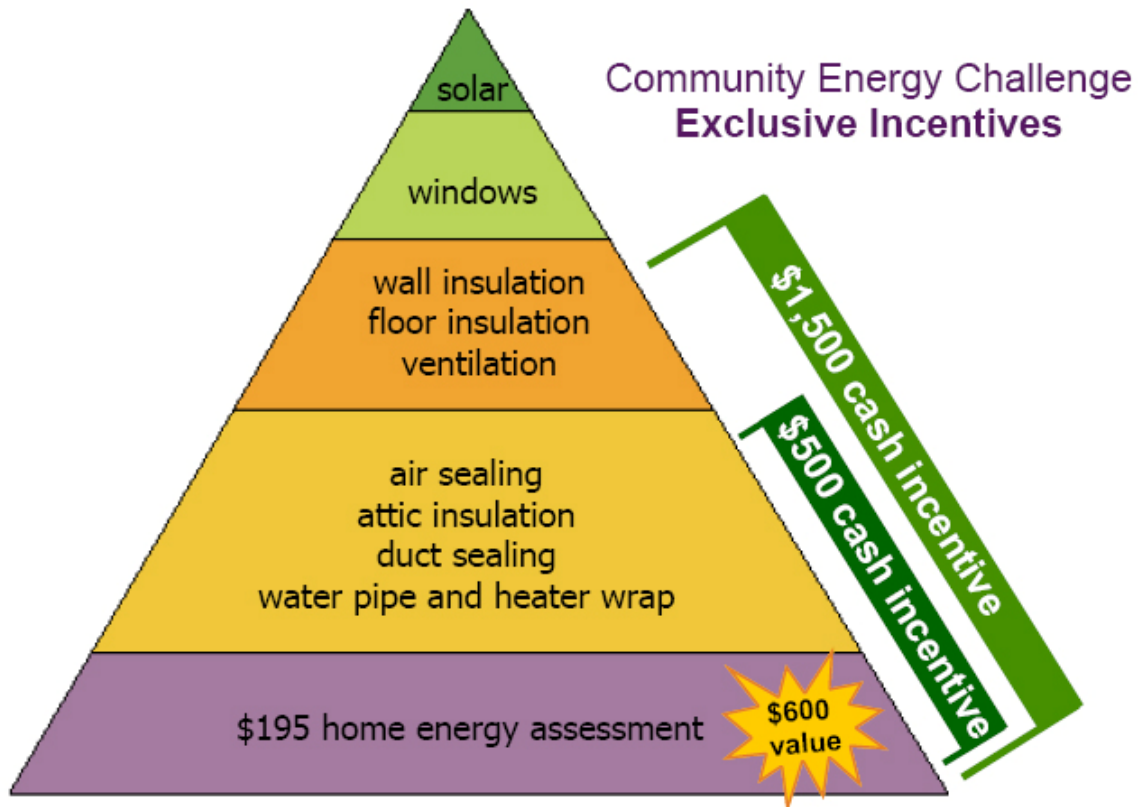 Community Energy Challenge
Exclusive Incentives
solar
windows
wall insulation
floor insulation
ventilation
air sealing
attic insulation
duct sealing
water pipe and heater wrap
$195 home energy assessment
$600
value
$1,500 cash incentive
$500 cash incentive